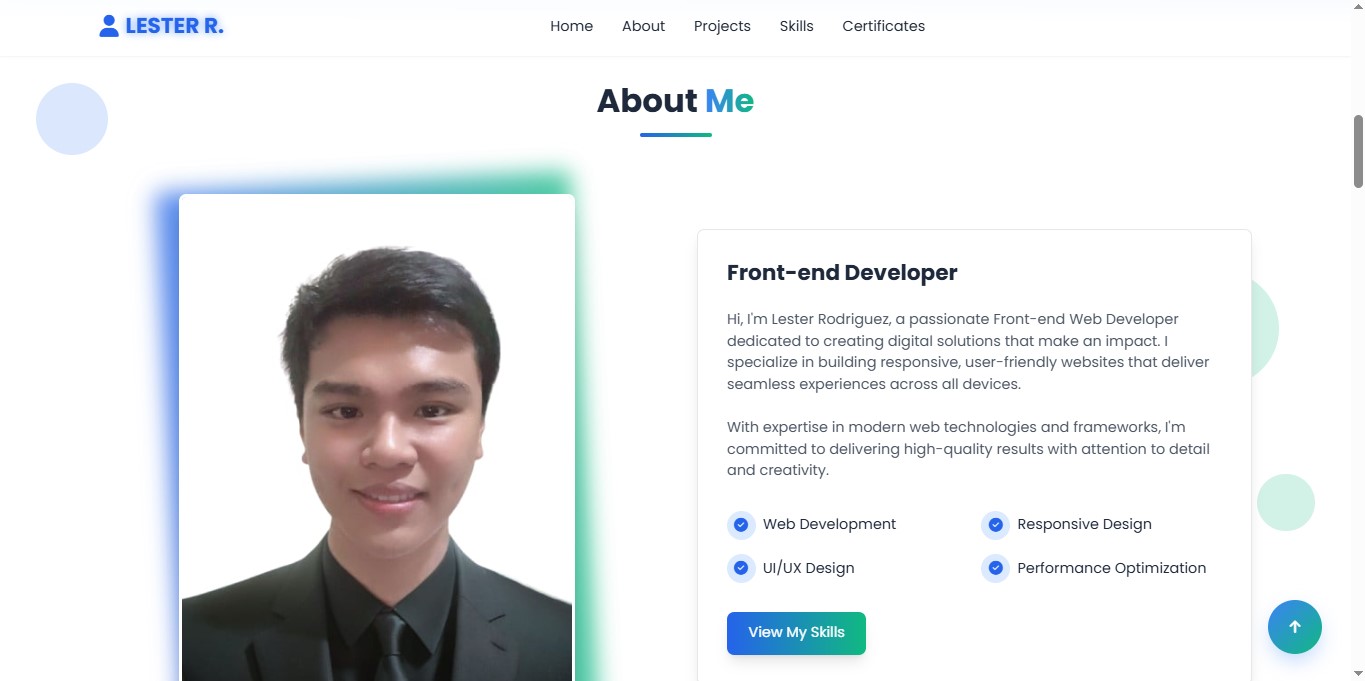 LESTER R.
Home
About
Projects
Skills
Certificates
About Me
Front-end Developer
Hi, I'm Lester Rodriguez, a passionate Front-end Web Developer
dedicated to creating digital solutions that make an impact. I
specialize in building responsive, user-friendly websites that deliver
seamless experiences across all devices.
With expertise in modern web technologies and frameworks, I'm
committed to delivering high-quality results with attention to detail
and creativity.
Web Development
Responsive Design
UI/UX Design
Performance Optimization
View My Skills